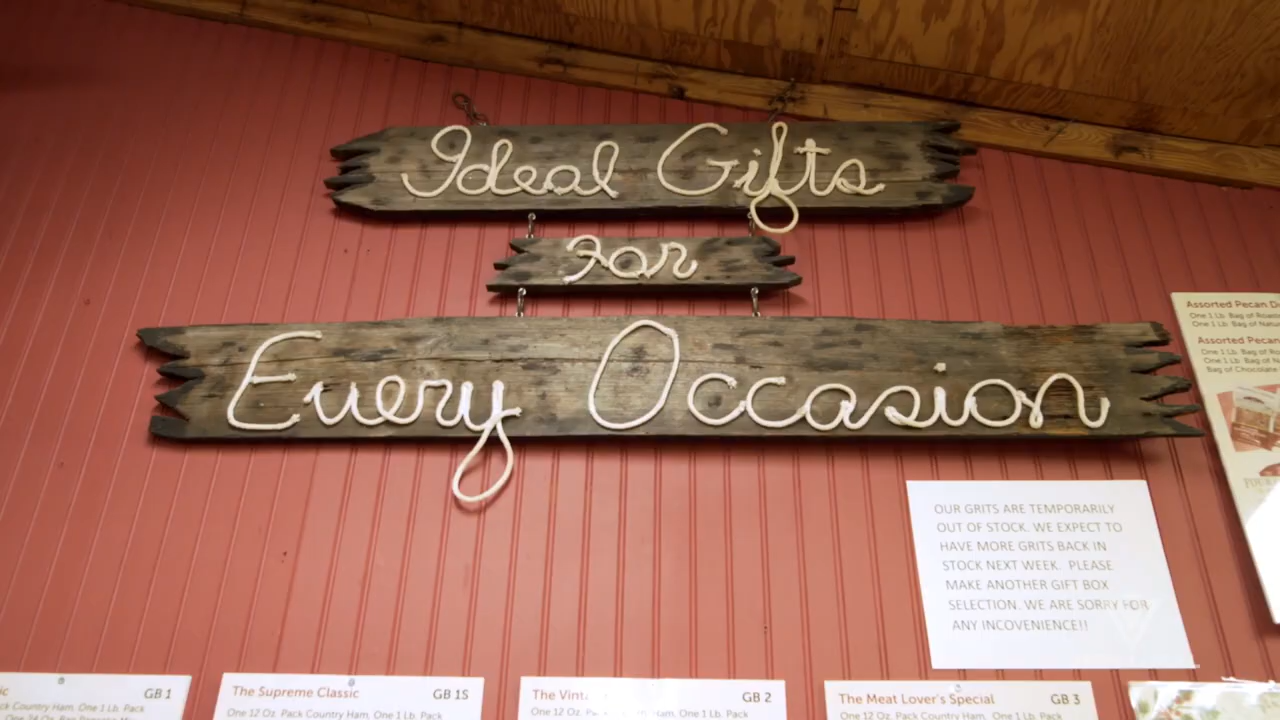 Ideal Gifts
For
Every Occasion
Assorted Pecan
One 1 Lb. Bag of
One 1 Lb. Bag of
Assorted Pecan
One 1 Lb. Bag of
One 1 Lb. Bag of
Bag of Chocolate
OUR GRITS ARE TEMPORARILY
OUT OF STOCK. WE EXPECT TO
HAVE MORE GRITS BACK IN
STOCK NEXT WEEK. PLEASE
MAKE ANOTHER GIFT BOX
SELECTION. WE ARE SORRY FOR
ANY INCOVENIENCE!!
GB 1
Country Ham, One 1 Lb. Pack
The Supreme Classic GB 1S
One 12 Oz. Pack Country Ham, One 1 Lb. Pack
The GB 2
One 12 Oz. Pack Country Ham, One 1 Lb. Pack
The Meat Lover's Special GB 3
One 12 Oz. Pack Country Ham, One 1 Lb. Pack